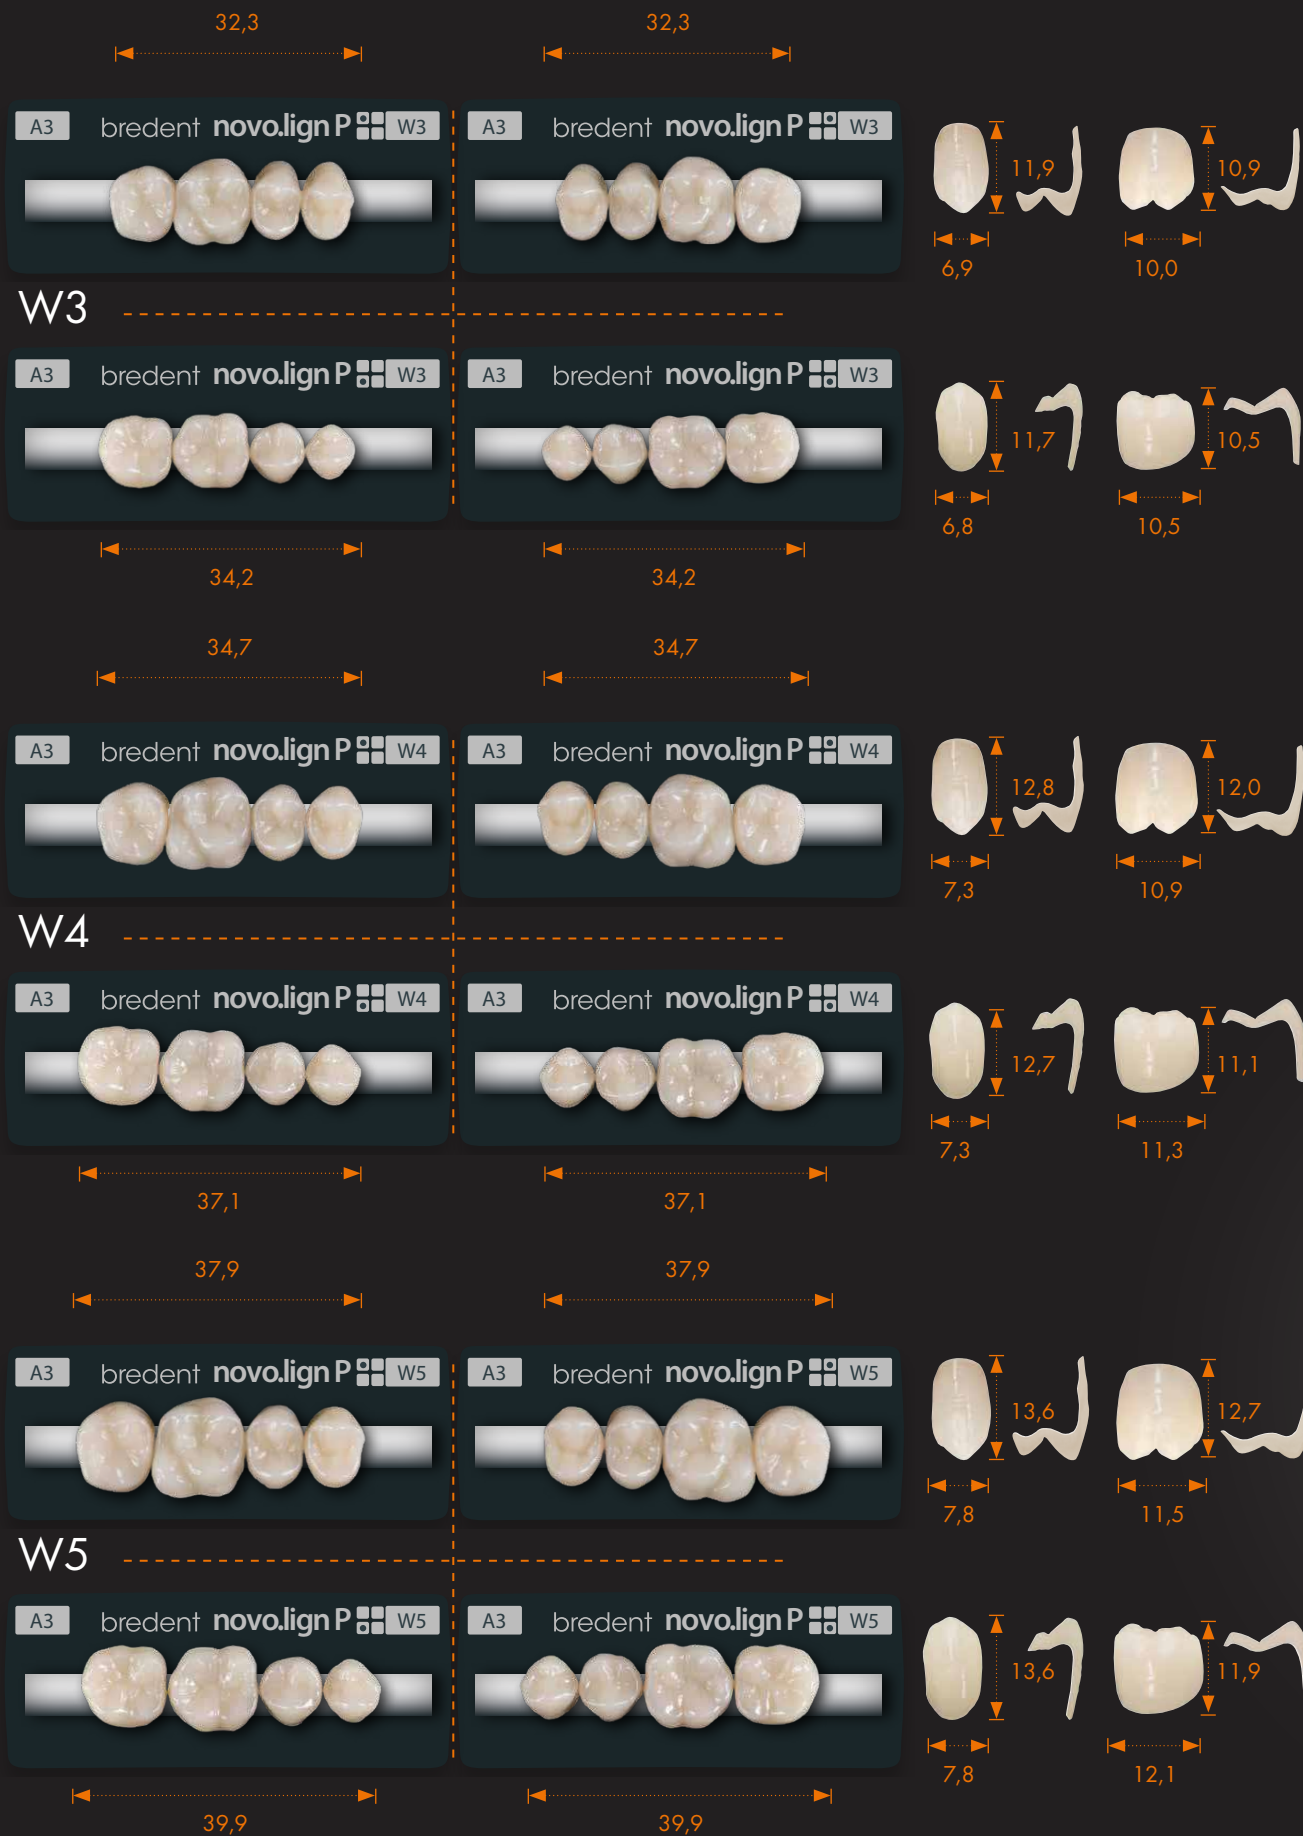 32,3 32,3
A3 bredent novo.lign P W3 A3 bredent novo.lign P W3
11,9 10,9
6,9 10,0
W3
A3 bredent novo.lign P W3 A3 bredent novo.lign P W3
11,7 10,5
6,8 10,5
34,2 34,2
34,7 34,7
A3 bredent novo.lign P W4 A3 bredent novo.lign P W4
12,8 12,0
7,3 10,9
W4
A3 bredent novo.lign P W4 A3 bredent novo.lign P W4
12,7 11,1
7,3 11,3
37,1 37,1
37,9 37,9
A3 bredent novo.lign P W5 A3 bredent novo.lign P W5
13,6 12,7
7,8 11,5
W5
A3 bredent novo.lign P W5 A3 bredent novo.lign P W5
13,6 11,9
7,8 12,1
39,9 39,9